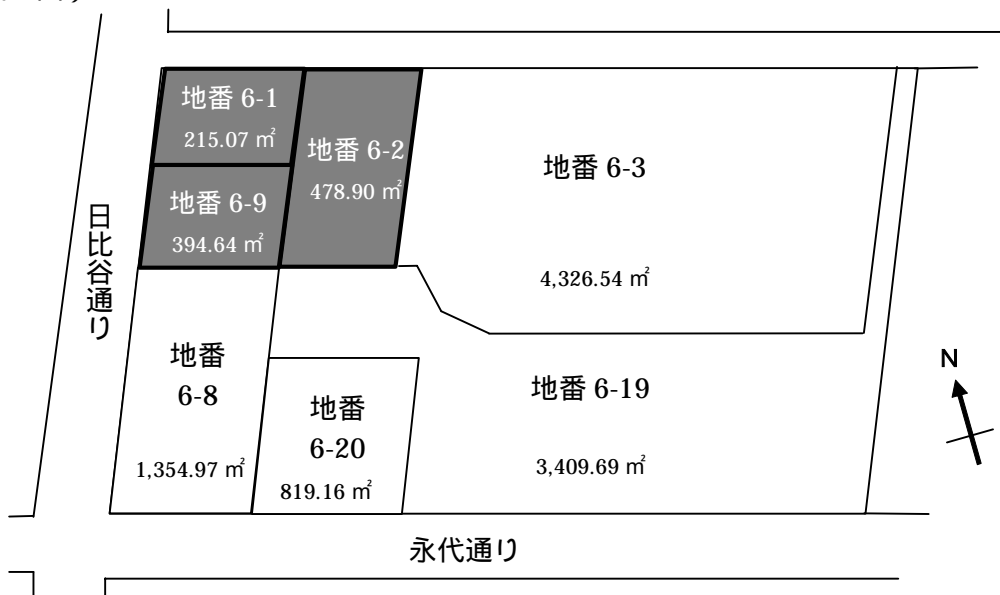 地番 6-1
215.07 ㎡
地番 6-2
478.90 ㎡
地番 6-3
4,326.54 ㎡
地番 6-9
394.64 ㎡
日比谷通り
地番
6-8
1,354.97 ㎡
地番
6-20
819.16 ㎡
地番 6-19
3,409.69 ㎡
N
永代通り